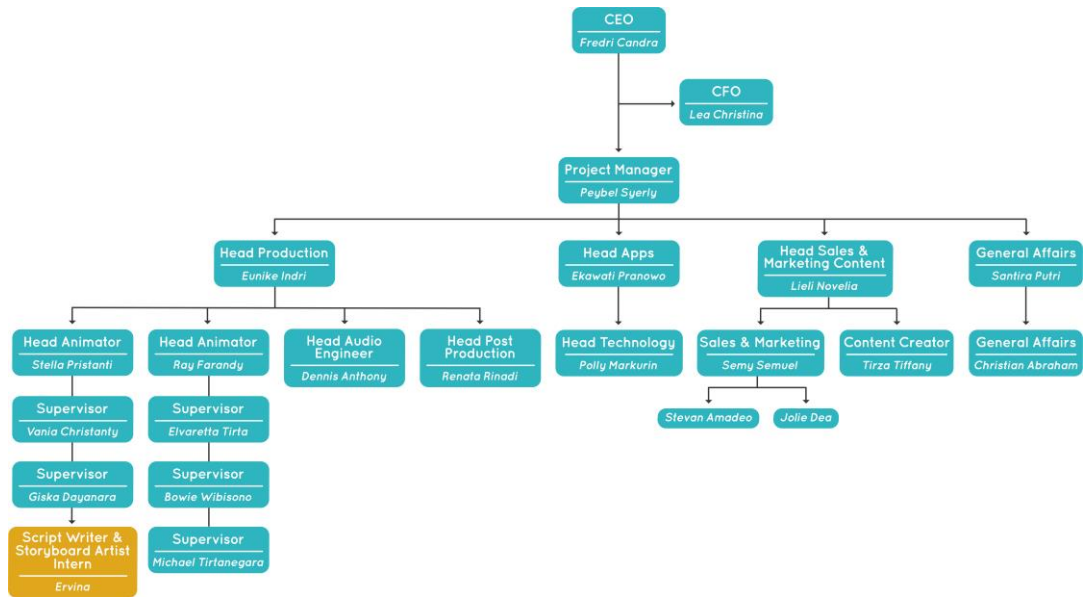 CEO
Fredri Candra
CFO
Lea Christina
Project Manager
Peybel Syerly
Head Production
Eunike Indri
Head Apps
Ekawati Pranowo
Head Sales &
Marketing Content
Lieli Novelia
General Affairs
Santira Putri
Head Animator
Stella Pristanti
Head Animator
Ray Farandy
Head Audio
Engineer
Dennis Anthony
Head Post
Production
Renata Rinadi
Head Technology
Polly Markurin
Sales & Marketing
Semy Semuel
Content Creator
Tirza Tiffany
General Affairs
Christian Abraham
Stevan Amadeo
Jolie Dea
Supervisor
Vania Christanty
Supervisor
Elvaretta Tirta
Supervisor
Giska Dayanara
Supervisor
Bowie Wibisono
Script Writer &
Storyboard Artist
Intern
Ervina
Supervisor
Michael Tirtanegara